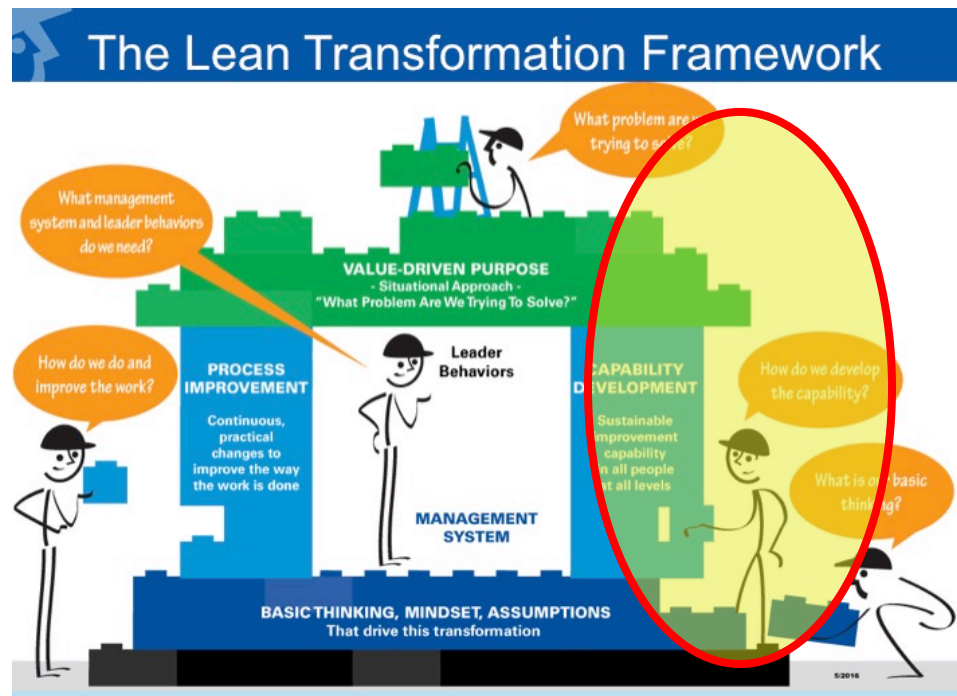 The Lean Transformation Framework
What problem are we
trying to solve?
What management
system and leader behaviors
do we need?
VALUE-DRIVEN PURPOSE
- Situational Approach -
"What Problem Are We Trying To Solve?"
How do we do and
improve the work?
PROCESS
IMPROVEMENT
Continuous,
practical
changes to
improve the way
the work is done
Leader
Behaviors
MANAGEMENT
SYSTEM
CAPABILITY
DEVELOPMENT
Sustainable
improvement
capability
in all people
at all levels
How do we develop
the capability?
What is our basic
thinking?
BASIC THINKING, MINDSET, ASSUMPTIONS
That drive this transformation
5/2016